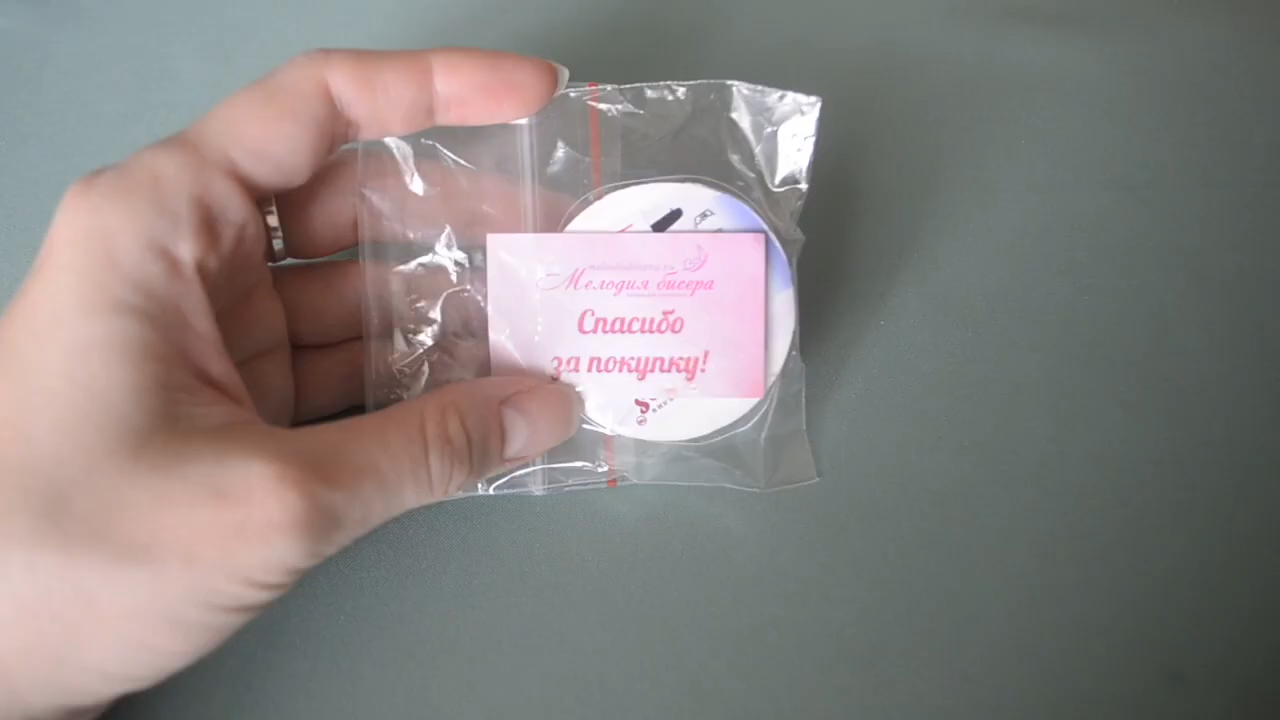 Мелодия бисера
Спасибо
за покупку!